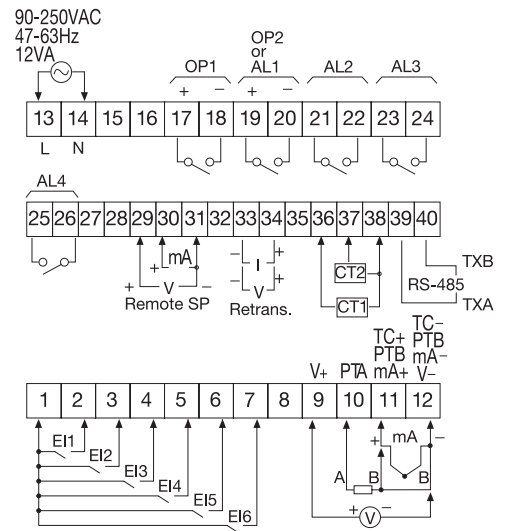 90-250VAC
47-63Hz
12VA
OP1
OP2
or
AL1
AL2
AL3
+ − + −
13 14 15 16 17 18 19 20 21 22 23 24
L N
AL4
25 26 27 28 29 30 31 32 33 34 35 36 37 38 39 40
+ mA −
+ V −
Remote SP
− I +
− V +
Retrans.
CT2
CT1
RS-485
TXB
TXA
V+
PTA
TC+
PTB
mA+
TC−
PTB
mA−
V−
1 2 3 4 5 6 7 8 9 10 11 12
EI1
EI2
EI3
EI4
EI5
EI6
+ mA −
A B B
+ V −